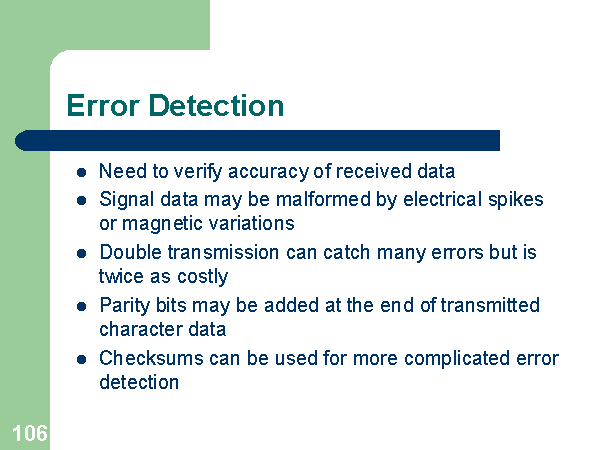 Error Detection
Need to verify accuracy of received data
Signal data may be malformed by electrical spikes
or magnetic variations
Double transmission can catch many errors but is
twice as costly
Parity bits may be added at the end of transmitted
character data
Checksums can be used for more complicated error
detection
106